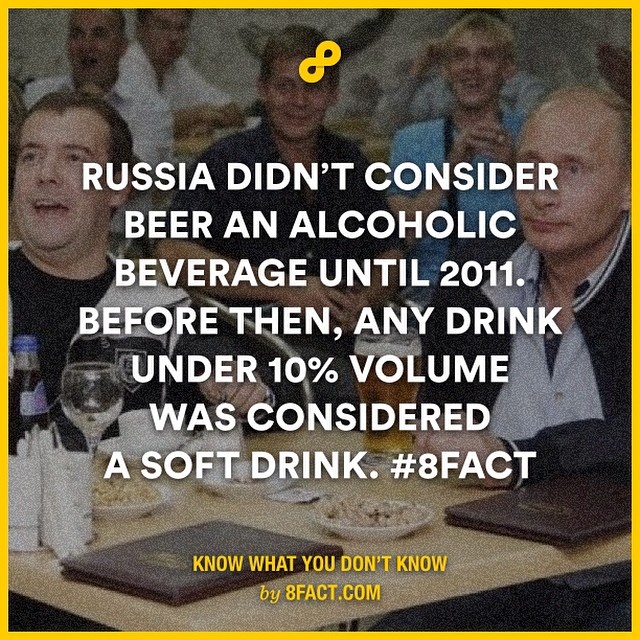 RUSSIA DIDN'T CONSIDER
BEER AN ALCOHOLIC
BEVERAGE UNTIL 2011.
BEFORE THEN, ANY DRINK
UNDER 10% VOLUME
WAS CONSIDERED
A SOFT DRINK. #8FACT
KNOW WHAT YOU DON'T KNOW
by 8FACT.COM